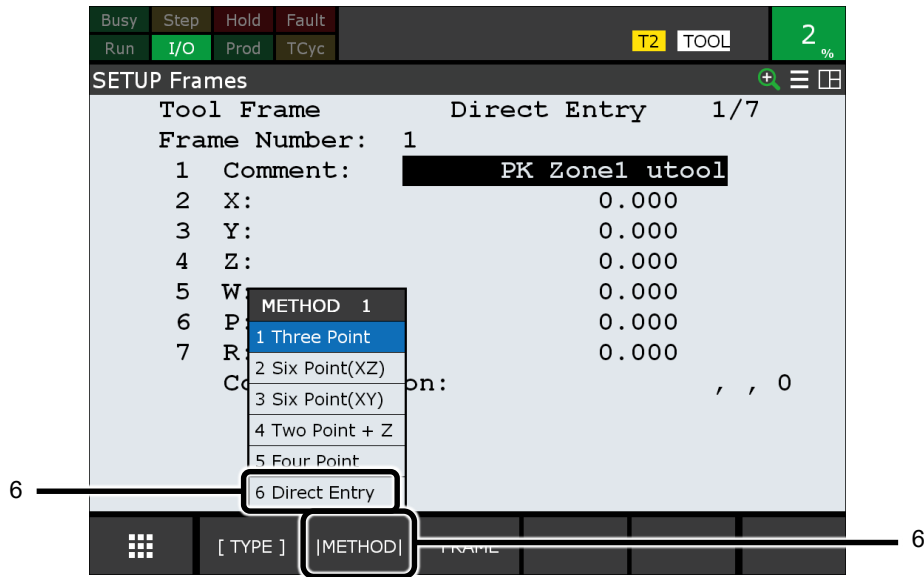 Busy Step Hold Fault
Run I/O Prod TCyc T2 TOOL 2 %
SETUP Frames
Tool Frame Direct Entry 1/7
Frame Number: 1
1 Comment: PK Zone1 utool
2 X: 0.000
3 Y: 0.000
4 Z: 0.000
5 W: 0.000
6 P: 0.000
7 R: 0.000
, , 0
METHOD 1
1 Three Point
2 Six Point(XZ)
3 Six Point(XY)
4 Two Point + Z
5 Four Point
6 Direct Entry
6
[ TYPE ] |METHOD| FRAME
6